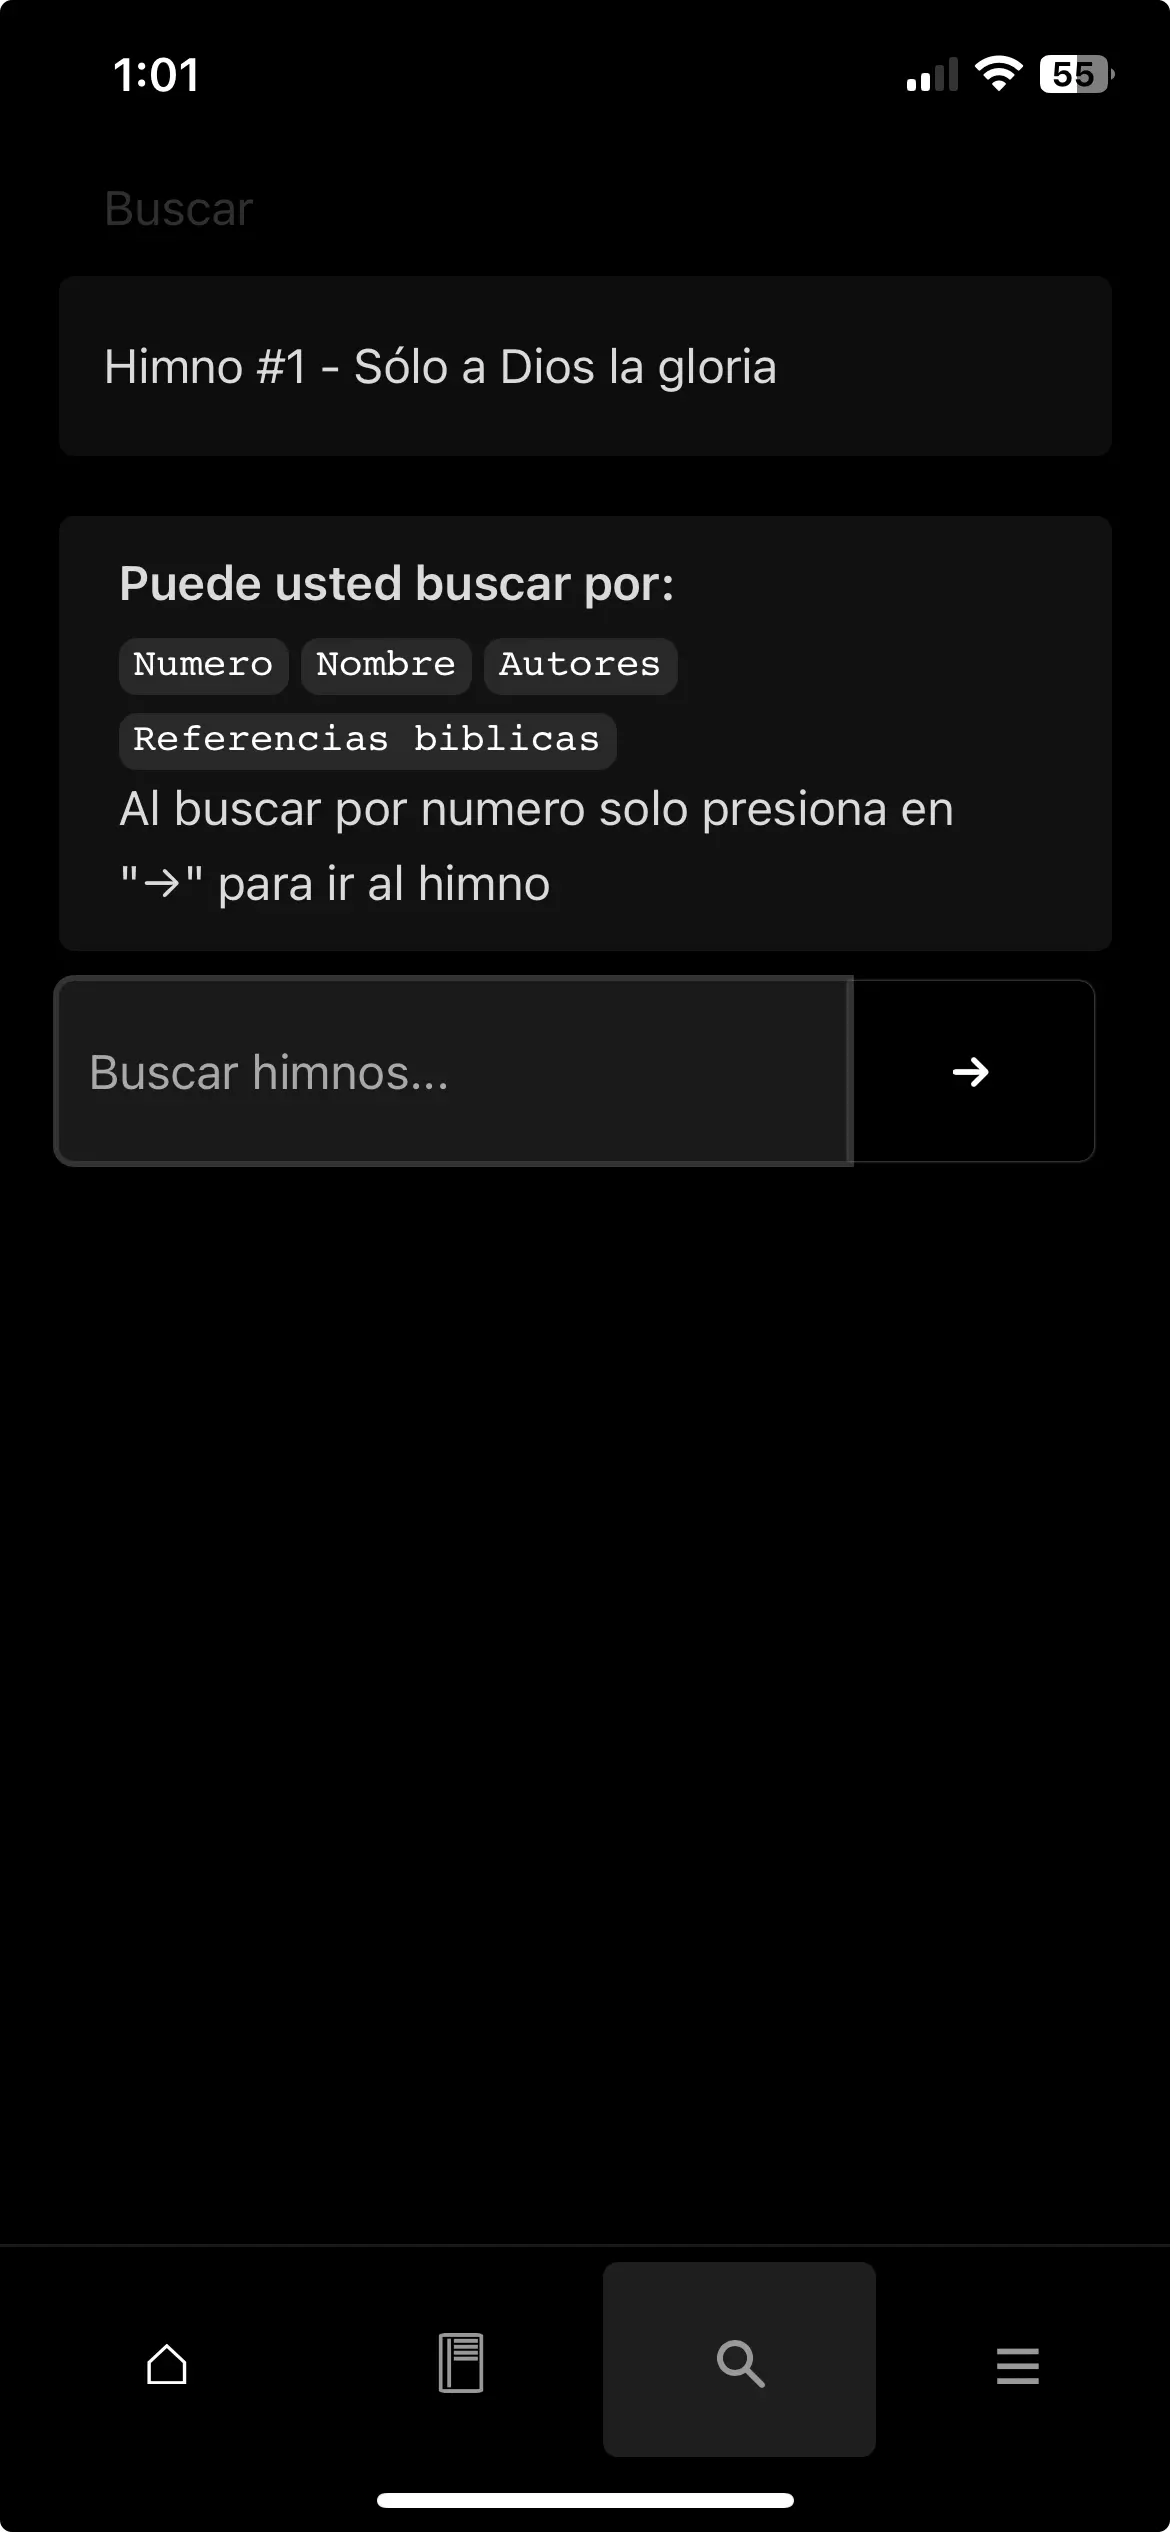 1:01
55
Buscar
Himno #1 - Sólo a Dios la gloria
Puede usted buscar por:
Numero Nombre Autores
Referencias biblicas
Al buscar por numero solo presiona en
"→" para ir al himno
Buscar himnos...
→